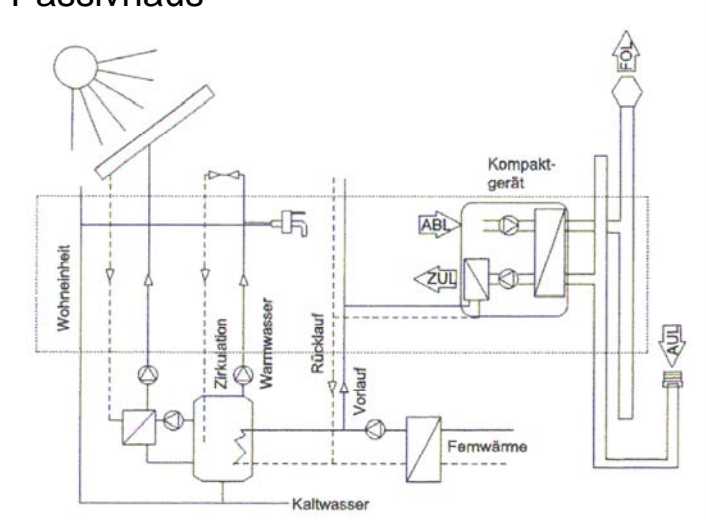 Passivhaus
FOL
Kompakt-
gerät
ABL
ZUL
AUL
Wohneinheit
Zirkulation
Warmwasser
Rücklauf
Vorlauf
Fernwärme
Kaltwasser